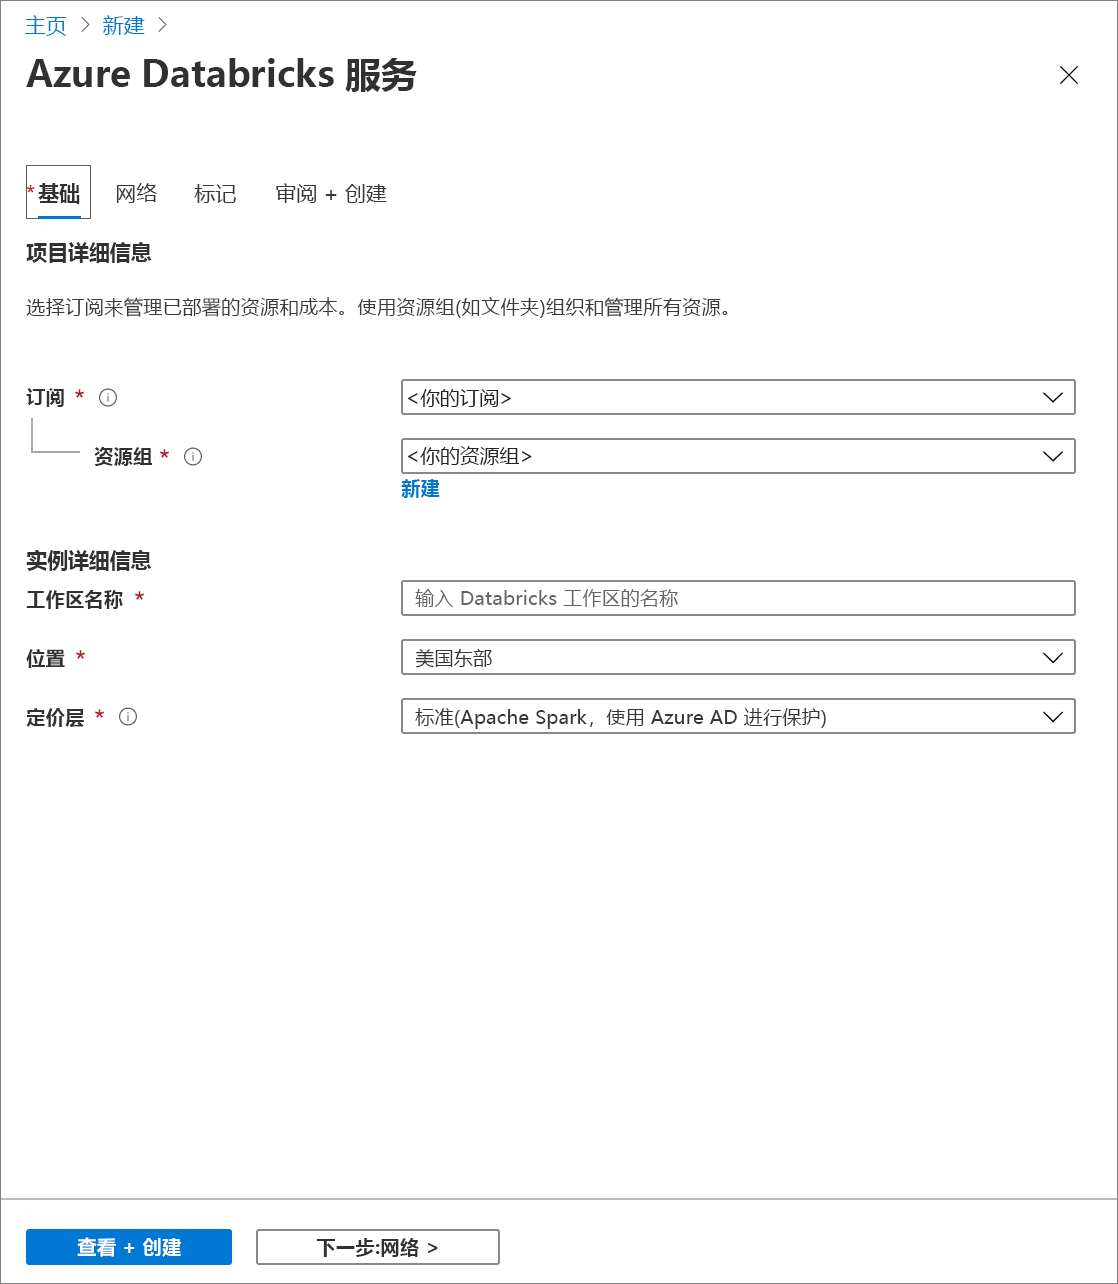 主页 > 新建 >
Azure Databricks 服务
* 基础 网络 标记 审阅 + 创建
项目详细信息
选择订阅来管理已部署的资源和成本。使用资源组(如文件夹)组织和管理所有资源。
订阅 * <你的订阅>
资源组 * <你的资源组>
新建
实例详细信息
工作区名称 * 输入 Databricks 工作区的名称
位置 * 美国东部
定价层 * 标准(Apache Spark，使用 Azure AD 进行保护)
查看 + 创建 下一步:网络 >